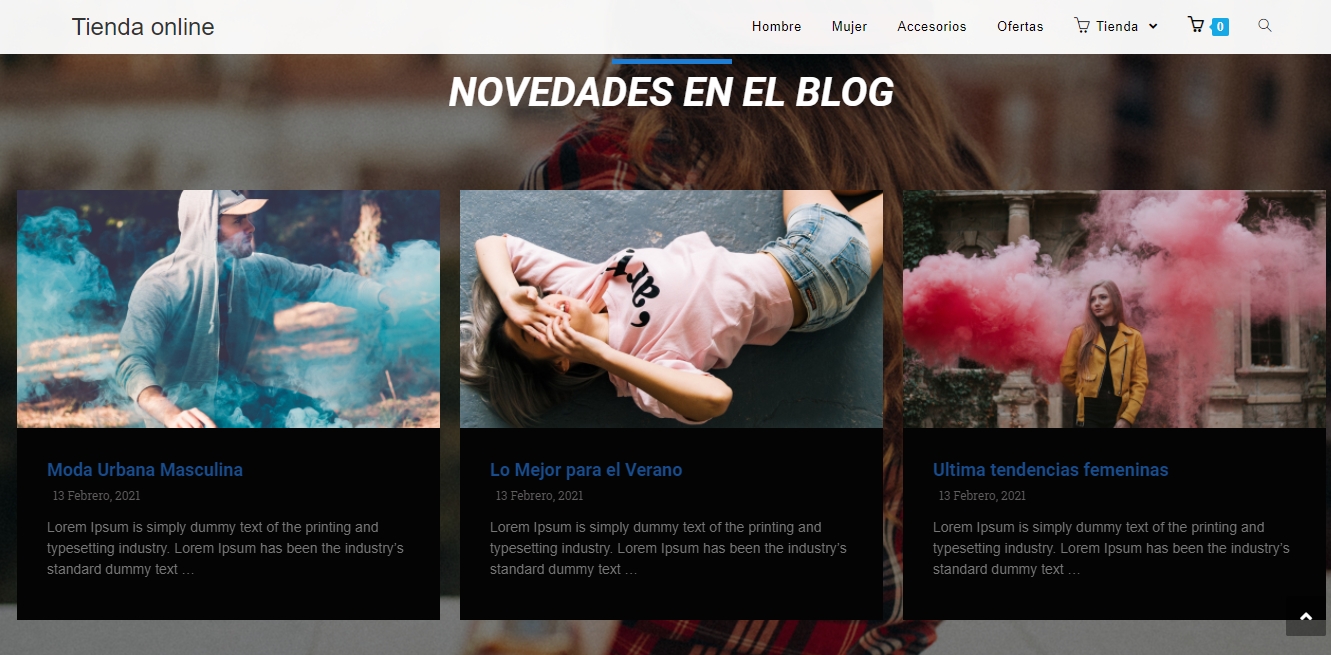 Tienda online
Hombre Mujer Accesorios Ofertas Tienda 0
NOVEDADES EN EL BLOG
Moda Urbana Masculina
13 Febrero, 2021
Lorem Ipsum is simply dummy text of the printing and
typesetting industry. Lorem Ipsum has been the industry's
standard dummy text …
Lo Mejor para el Verano
13 Febrero, 2021
Lorem Ipsum is simply dummy text of the printing and
typesetting industry. Lorem Ipsum has been the industry's
standard dummy text …
Ultima tendencias femeninas
13 Febrero, 2021
Lorem Ipsum is simply dummy text of the printing and
typesetting industry. Lorem Ipsum has been the industry's
standard dummy text …